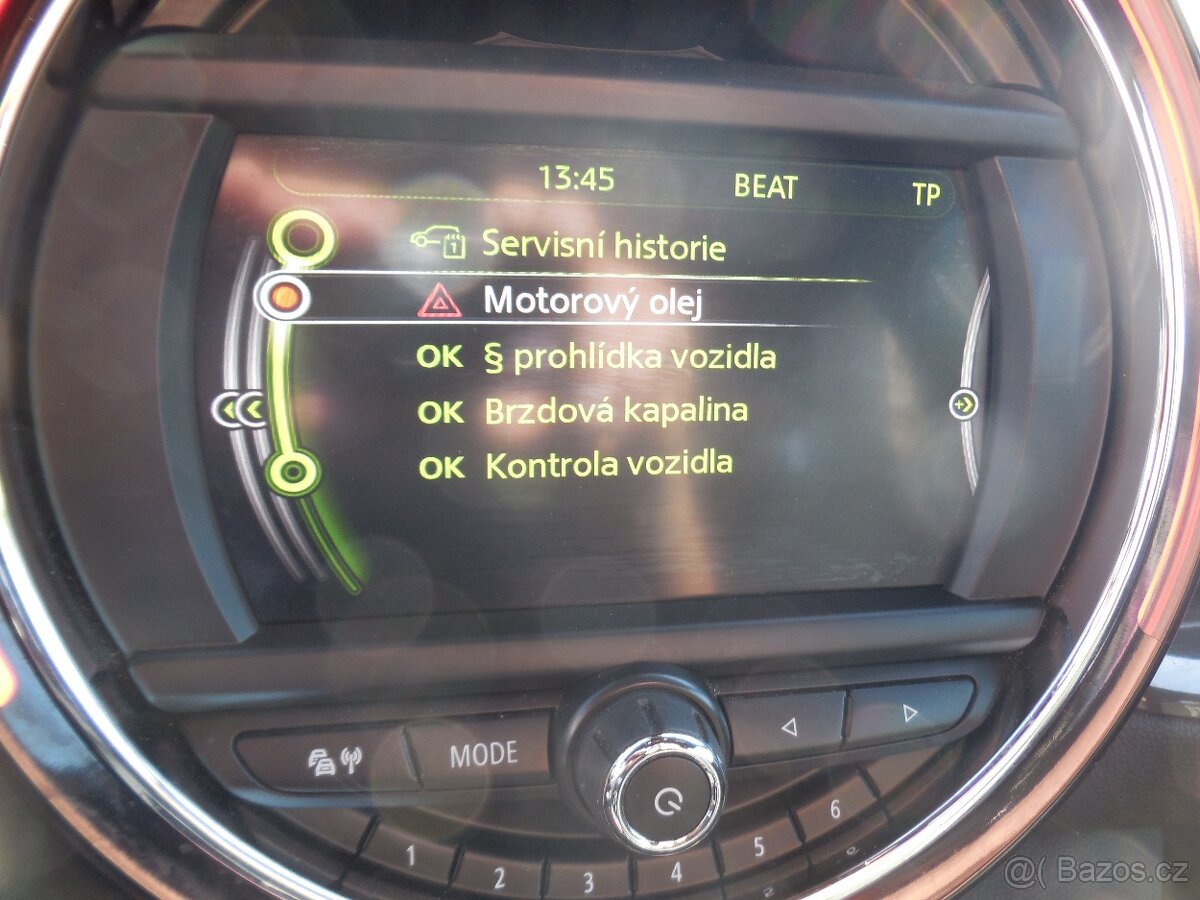 13:45 BEAT TP
1 Servisní historie
Motorový olej
OK § prohlídka vozidla
OK Brzdová kapalina
OK Kontrola vozidla
MODE
1 2 3 4 5 6
@( Bazos.cz